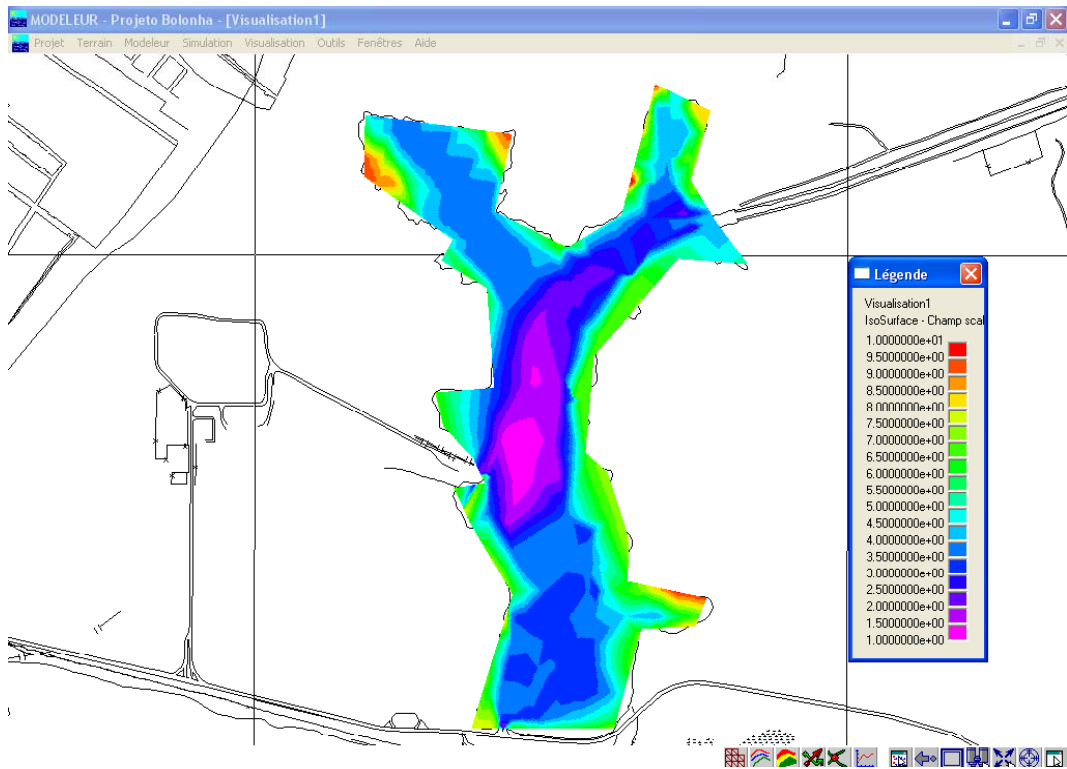 MODELEUR - Projeto Bolonha - [Visualisation1]
Projet Terrain Modeleur Simulation Visualisation Outils Fenêtres Aide
Légende
Visualisation1
IsoSurface - Champ scal
1.0000000e+01
9.5000000e+00
9.0000000e+00
8.5000000e+00
8.0000000e+00
7.5000000e+00
7.0000000e+00
6.5000000e+00
6.0000000e+00
5.5000000e+00
5.0000000e+00
4.5000000e+00
4.0000000e+00
3.5000000e+00
3.0000000e+00
2.5000000e+00
2.0000000e+00
1.5000000e+00
1.0000000e+00